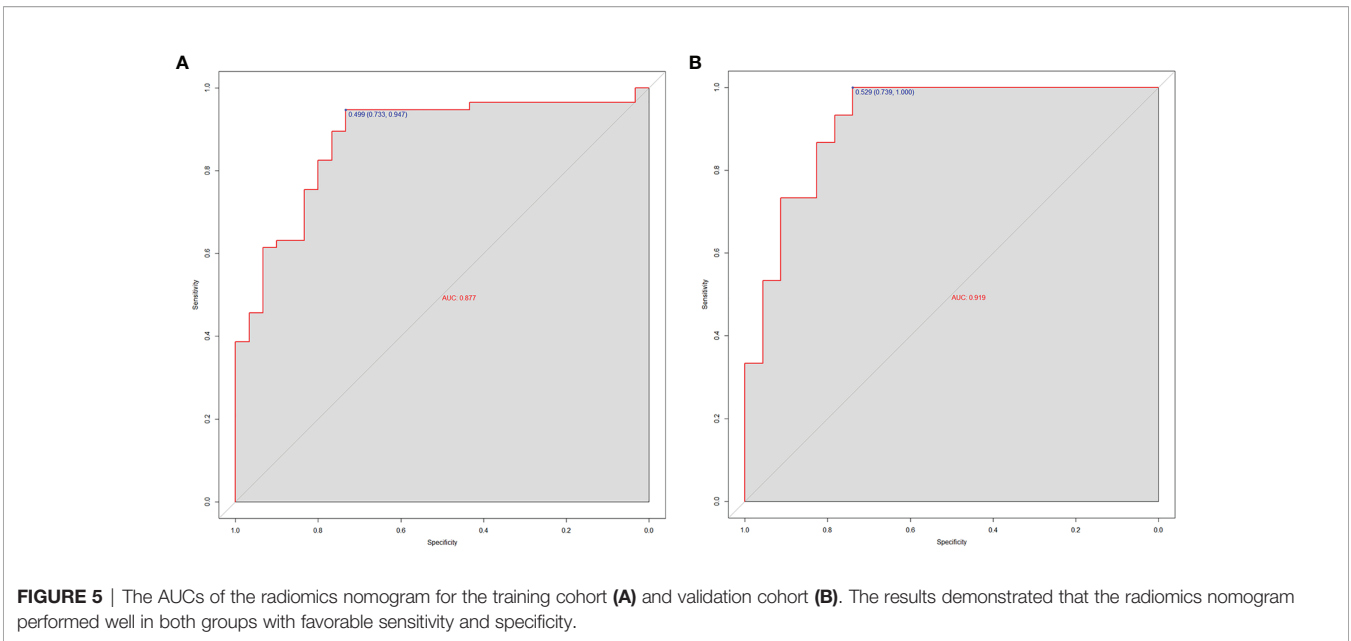 A
1.0
0.8
0.6
0.4
0.2
0.0
Sensitivity
0.499 (0.733, 0.947)
AUC: 0.877
1.0
0.8
0.6
0.4
0.2
0.0
Specificity
B
1.0
0.8
0.6
0.4
0.2
0.0
Sensitivity
0.529 (0.739, 1.000)
AUC: 0.919
1.0
0.8
0.6
0.4
0.2
0.0
Specificity
FIGURE 5 | The AUCs of the radiomics nomogram for the training cohort (A) and validation cohort (B). The results demonstrated that the radiomics nomogram
performed well in both groups with favorable sensitivity and specificity.